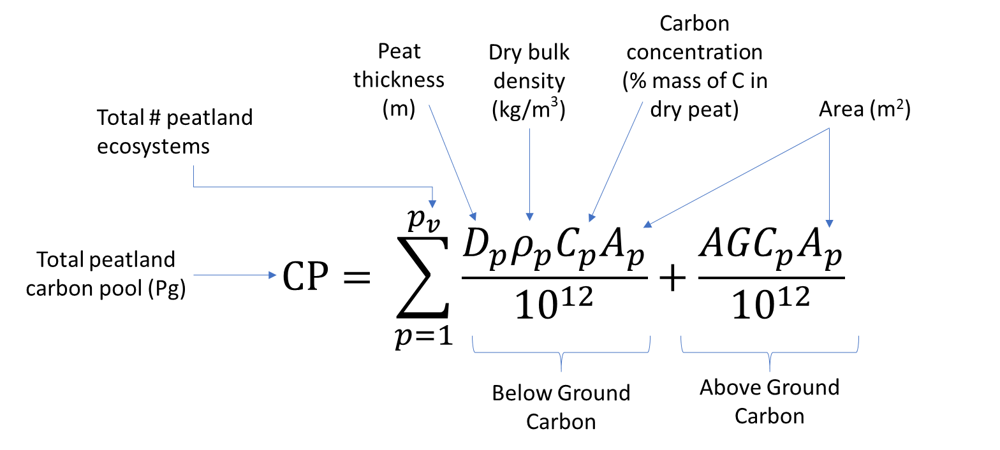 Carbon
concentration
(% mass of C in
dry peat)
Peat
thickness
(m)
Dry bulk
density
(kg/m³)
Area (m²)
Total # peatland
ecosystems
Total peatland
carbon pool (Pg)
CP = ∑_{p=1}^{p_v} \frac{D_p ρ_p C_p A_p}{10^{12}} + \frac{AGC_p A_p}{10^{12}}
Below Ground
Carbon
Above Ground
Carbon